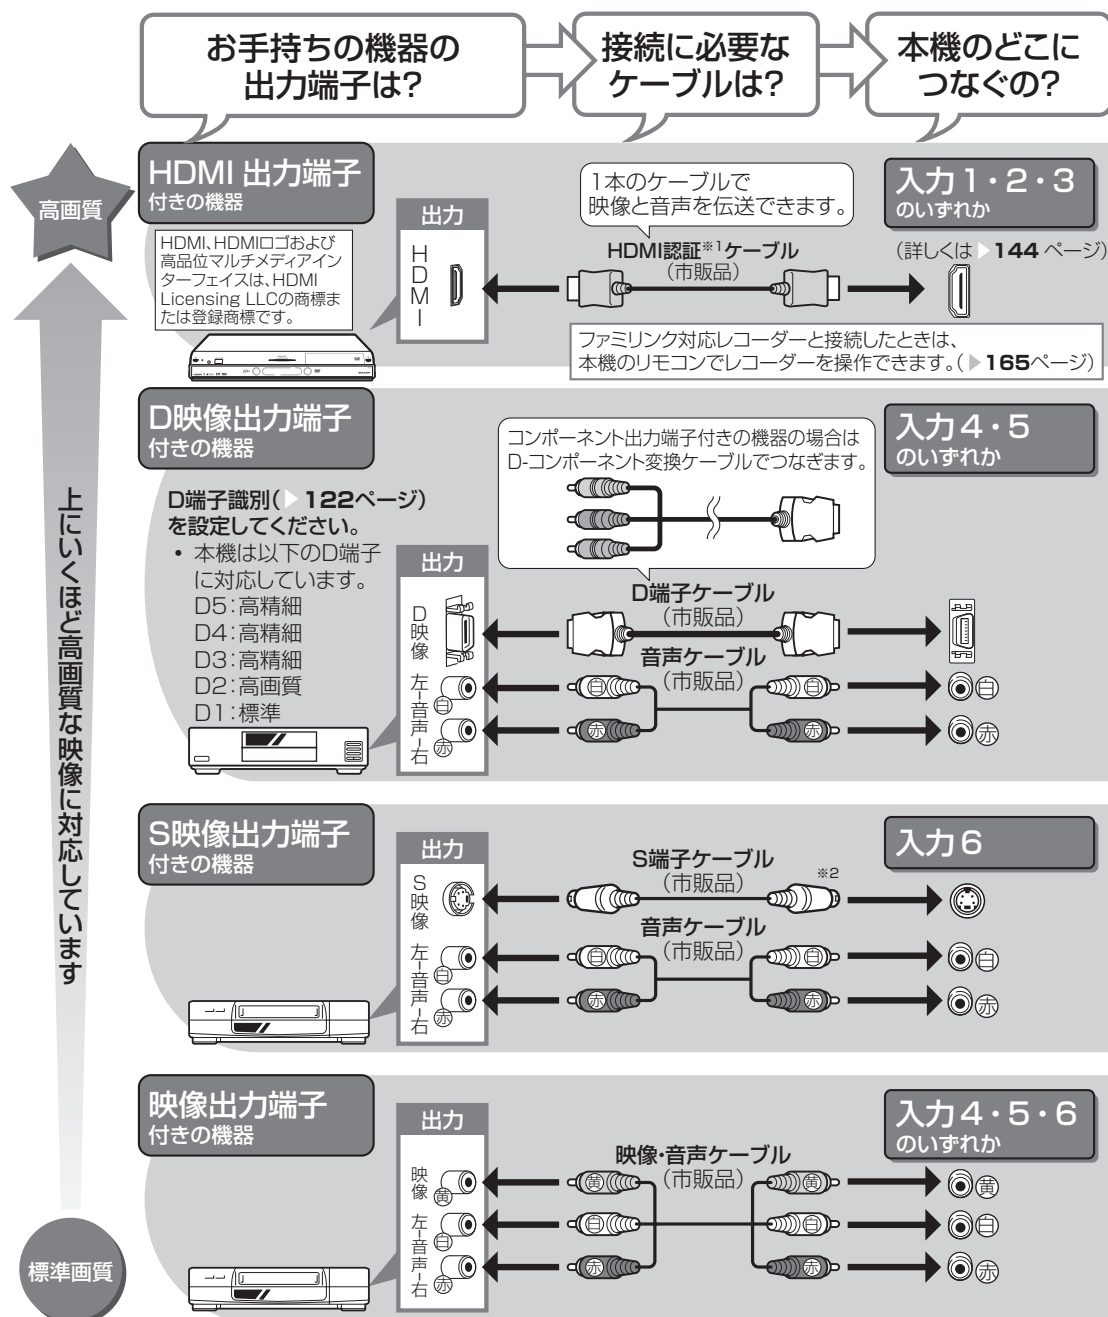 お手持ちの機器の
出力端子は?
接続に必要な
ケーブルは?
本機のどこに
つなぐの?
高画質
上にいくほど高画質な映像に対応しています
標準画質
HDMI 出力端子
付きの機器
HDMI、HDMIロゴおよび
高品位マルチメディアイン
ターフェイスは、HDMI
Licensing LLCの商標ま
たは登録商標です。
出力
HDMI
1本のケーブルで
映像と音声を伝送できます。
HDMI認証※1ケーブル
(市販品)
入力1・2・3
のいずれか
(詳しくは 144 ページ)
ファミリンク対応レコーダーと接続したときは、
本機のリモコンでレコーダーを操作できます。( 165ページ)
D映像出力端子
付きの機器
D端子識別( 122ページ)
を設定してください。
• 本機は以下のD端子
に対応しています。
D5:高精細
D4:高精細
D3:高精細
D2:高画質
D1:標準
出力
D映像
左-音声-右
白
赤
コンポーネント出力端子付きの機器の場合は
D-コンポーネント変換ケーブルでつなぎます。
D端子ケーブル
(市販品)
音声ケーブル
(市販品)
白 白
赤 赤
入力4・5
のいずれか
白
赤
S映像出力端子
付きの機器
出力
S映像
左-音声-右
白
赤
S端子ケーブル
(市販品)
※2
音声ケーブル
(市販品)
白 白
赤 赤
入力6
白
赤
映像出力端子
付きの機器
出力
映像
黄
左-音声-右
白
赤
映像・音声ケーブル
(市販品)
黄 黄
白 白
赤 赤
入力4・5・6
のいずれか
黄
白
赤